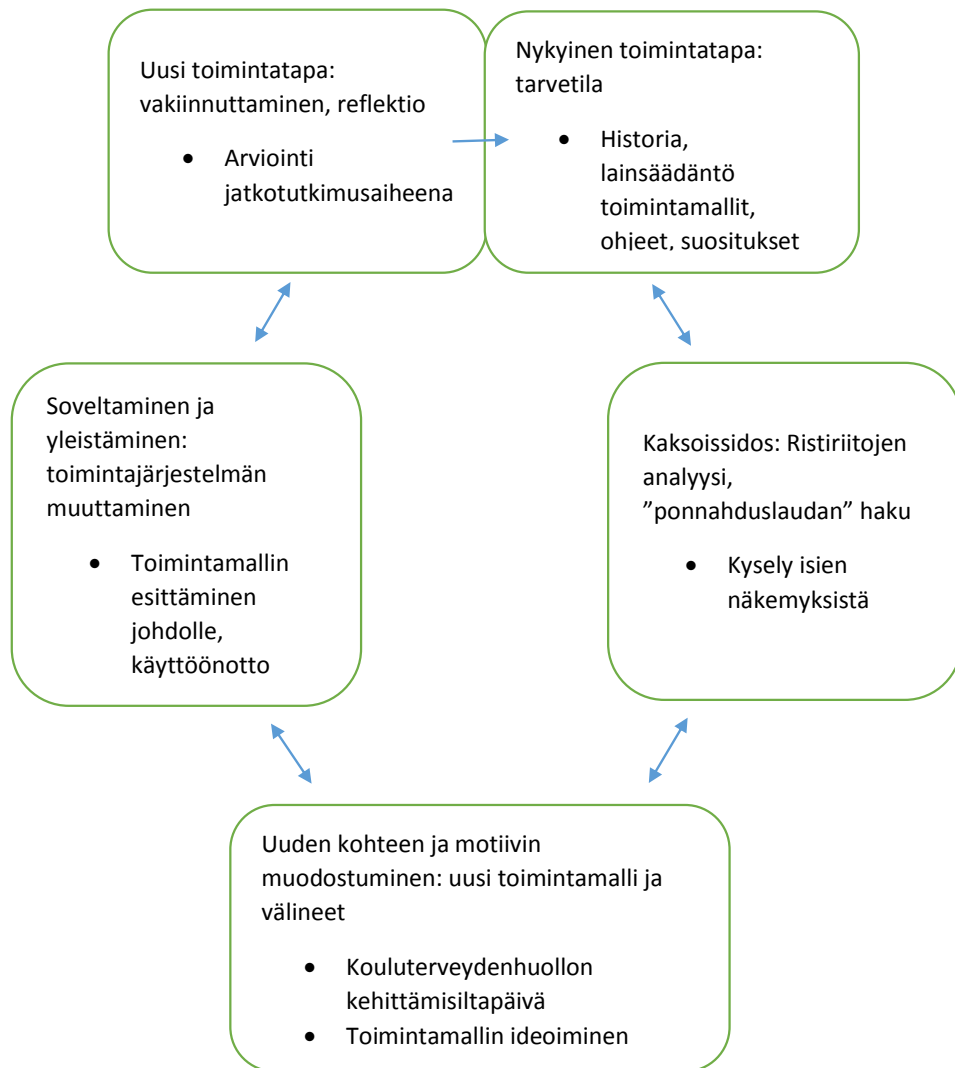 Uusi toimintatapa:
vakiinnuttaminen, reflektio
• Arviointi
jatkotutkimusaiheena
Nykyinen toimintatapa:
tarvetila
• Historia,
lainsäädäntö
toimintamallit,
ohjeet, suositukset
Soveltaminen ja
yleistäminen:
toimintajärjestelmän
muuttaminen
• Toimintamallin
esittäminen
johdolle,
käyttöönotto
Kaksoissidos: Ristiriitojen
analyysi,
”ponnahduslaudan” haku
• Kysely isien
näkemyksistä
Uuden kohteen ja motiivin
muodostuminen: uusi toimintamalli ja
välineet
• Kouluterveydenhuollon
kehittämisiltapäivä
• Toimintamallin ideoiminen